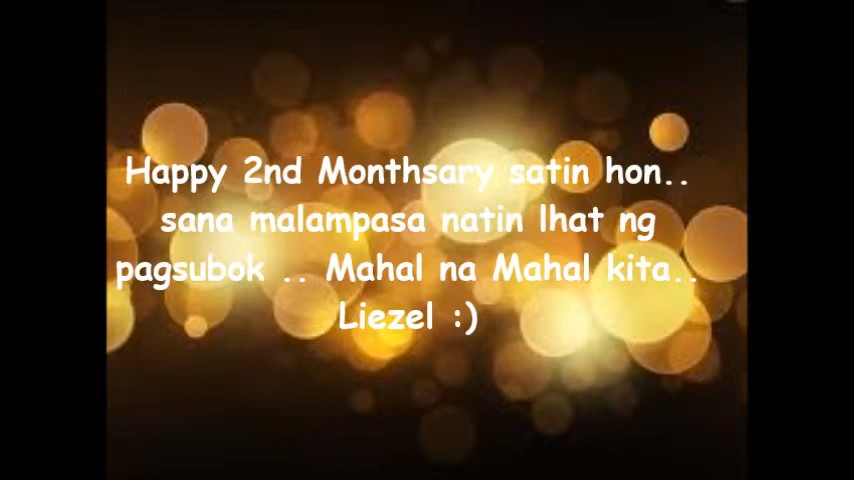 Happy 2nd Monthsary satin hon..
sana malampasa natin lhat ng
pagsubok .. Mahal na Mahal kita..
Liezel :)